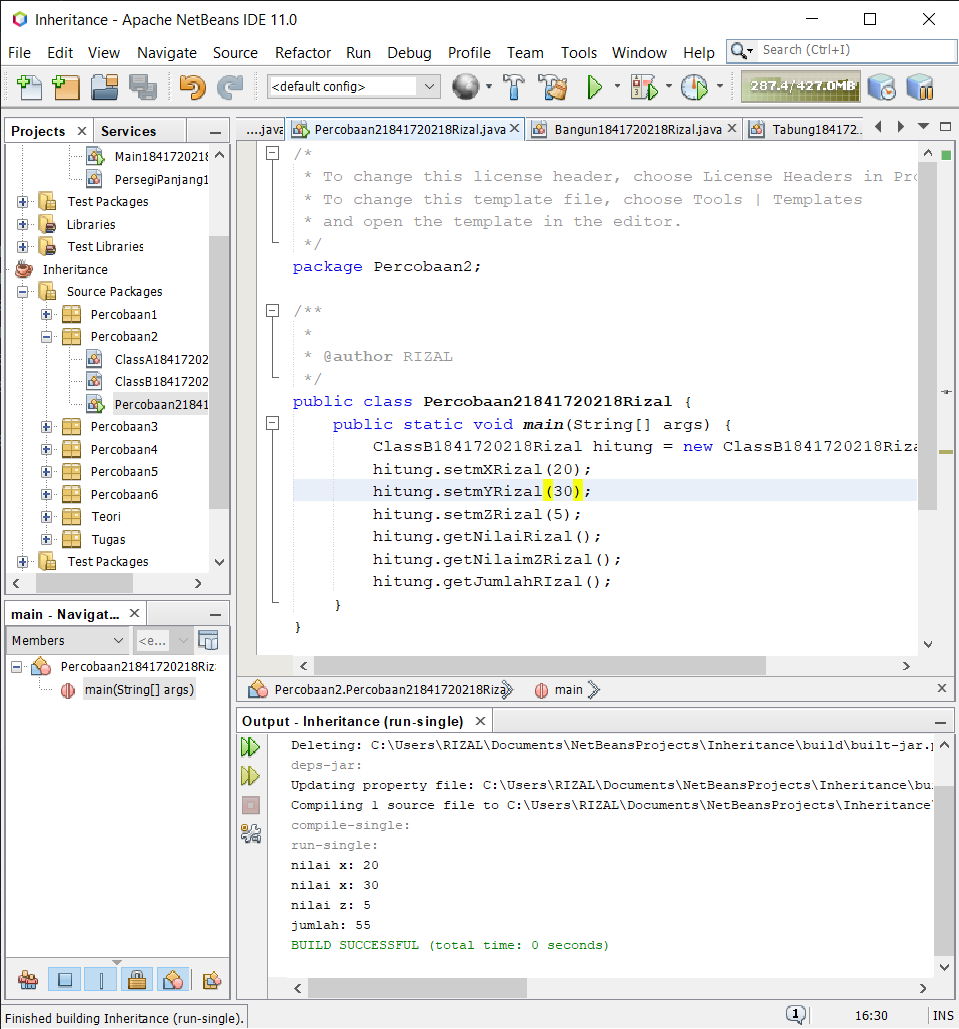 Inheritance - Apache NetBeans IDE 11.0
File Edit View Navigate Source Refactor Run Debug Profile Team Tools Window Help
Search (Ctrl+I)
<default config>
287.4/427.0MB
Projects Services
Main18417202182
PersegiPanjang1
Test Packages
Libraries
Test Libraries
Inheritance
Source Packages
Percobaan1
Percobaan2
ClassA18417202
ClassB18417202
Percobaan21841
Percobaan3
Percobaan4
Percobaan5
Percobaan6
Teori
Tugas
Test Packages
main - Navigat...
Members
<e...
Percobaan21841720218Riz
main(String[] args)
....java Percobaan21841720218Rizal.java Bangun1841720218Rizal.java Tabung184172...
/*
* To change this license header, choose License Headers in Pro
* To change this template file, choose Tools | Templates
* and open the template in the editor.
*/
package Percobaan2;
/**
*
* @author RIZAL
*/
public class Percobaan21841720218Rizal {
public static void main(String[] args) {
ClassB1841720218Rizal hitung = new ClassB1841720218Riza
hitung.setmXRizal(20);
hitung.setmYRizal(30);
hitung.setmZRizal(5);
hitung.getNilaiRizal();
hitung.getNilaimZRizal();
hitung.getJumlahRIzal();
}
}
Percobaan2.Percobaan21841720218Riza main
Output - Inheritance (run-single)
Deleting: C:\Users\RIZAL\Documents\NetBeansProjects\Inheritance\build\built-jar.p
deps-jar:
Updating property file: C:\Users\RIZAL\Documents\NetBeansProjects\Inheritance\bui
Compiling 1 source file to C:\Users\RIZAL\Documents\NetBeansProjects\Inheritance\
compile-single:
run-single:
nilai x: 20
nilai x: 30
nilai z: 5
jumlah: 55
BUILD SUCCESSFUL (total time: 0 seconds)
Finished building Inheritance (run-single).
1
16:30
INS